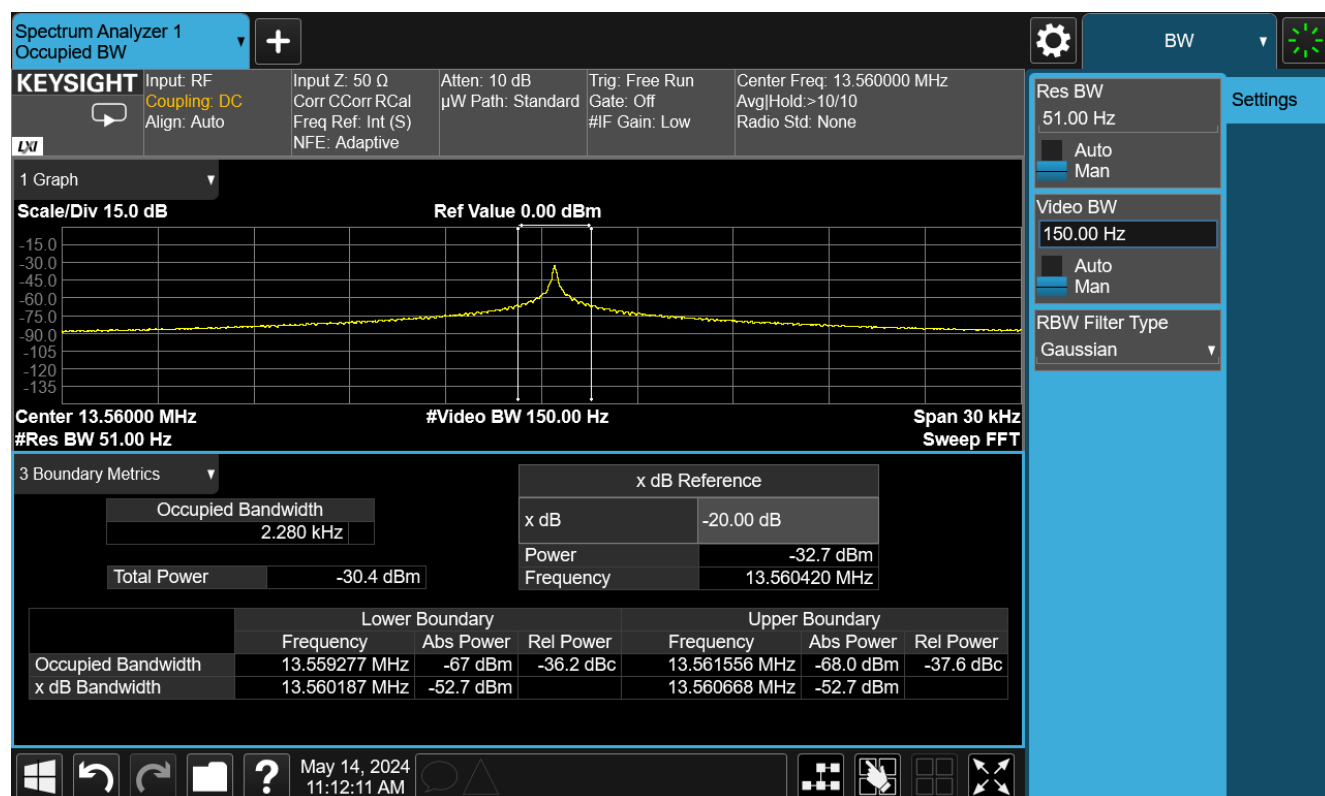 Spectrum Analyzer 1
Occupied BW
BW
KEYSIGHT
LXI
Input: RF
Coupling: DC
Align: Auto
Input Z: 50 Ω
Corr CCorr RCal
Freq Ref: Int (S)
NFE: Adaptive
Atten: 10 dB
µW Path: Standard
Trig: Free Run
Gate: Off
#IF Gain: Low
Center Freq: 13.560000 MHz
Avg|Hold:>10/10
Radio Std: None
Res BW
51.00 Hz
Auto
Man
Video BW
150.00 Hz
Auto
Man
RBW Filter Type
Gaussian
Settings
1 Graph
Scale/Div 15.0 dB Ref Value 0.00 dBm
-15.0
-30.0
-45.0
-60.0
-75.0
-90.0
-105
-120
-135
Center 13.56000 MHz #Video BW 150.00 Hz Span 30 kHz
#Res BW 51.00 Hz Sweep FFT
3 Boundary Metrics
Occupied Bandwidth
2.280 kHz
Total Power -30.4 dBm
x dB Reference
x dB -20.00 dB
Power -32.7 dBm
Frequency 13.560420 MHz
Lower Boundary Upper Boundary
Frequency Abs Power Rel Power Frequency Abs Power Rel Power
Occupied Bandwidth 13.559277 MHz -67 dBm -36.2 dBc 13.561556 MHz -68.0 dBm -37.6 dBc
x dB Bandwidth 13.560187 MHz -52.7 dBm 13.560668 MHz -52.7 dBm
?
May 14, 2024
11:12:11 AM